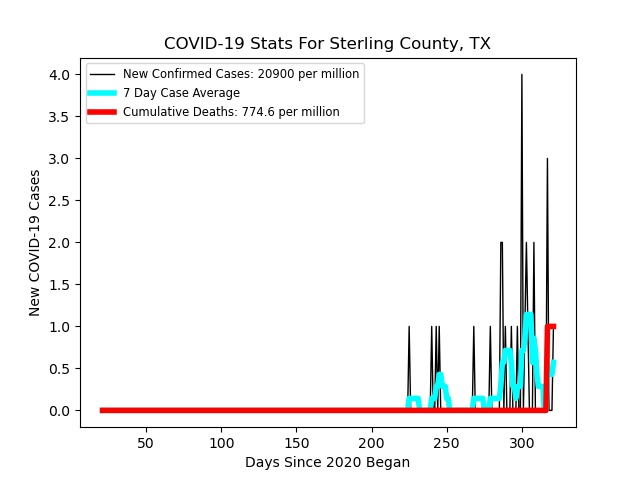 COVID-19 Stats For Sterling County, TX
New Confirmed Cases: 20900 per million
7 Day Case Average
Cumulative Deaths: 774.6 per million
New COVID-19 Cases
4.0
3.5
3.0
2.5
2.0
1.5
1.0
0.5
0.0
50 100 150 200 250 300
Days Since 2020 Began